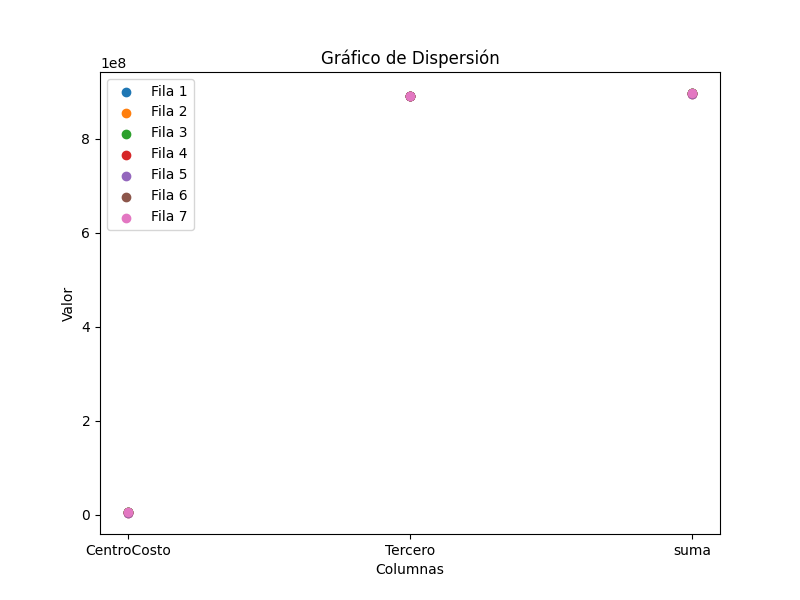 Gráfico de Dispersión
1e8
Fila 1
Fila 2
Fila 3
Fila 4
Fila 5
Fila 6
Fila 7
8
6
4
2
0
Valor
CentroCosto Tercero suma
Columnas